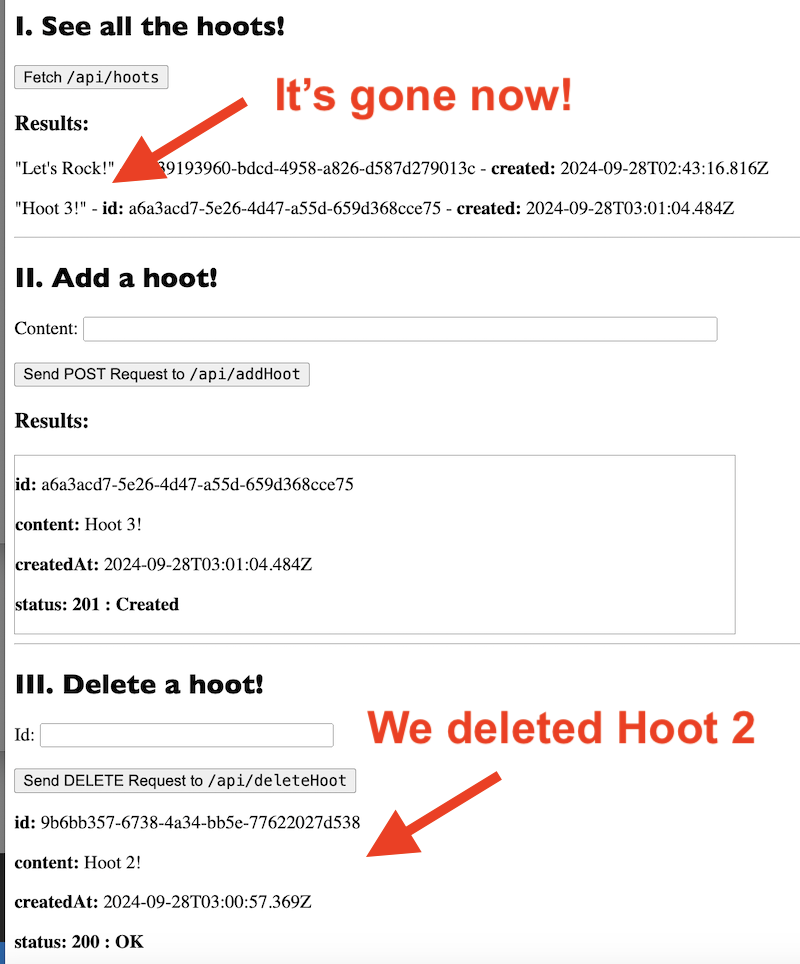 I. See all the hoots!
Fetch /api/hoots
It's gone now!
Results:
"Let's Rock!" 39193960-bdcd-4958-a826-d587d279013c - created: 2024-09-28T02:43:16.816Z
"Hoot 3!" - id: a6a3acd7-5e26-4d47-a55d-659d368cce75 - created: 2024-09-28T03:01:04.484Z
II. Add a hoot!
Content:
Send POST Request to /api/addHoot
Results:
id: a6a3acd7-5e26-4d47-a55d-659d368cce75
content: Hoot 3!
createdAt: 2024-09-28T03:01:04.484Z
status: 201 : Created
III. Delete a hoot!
Id:
We deleted Hoot 2
Send DELETE Request to /api/deleteHoot
id: 9b6bb357-6738-4a34-bb5e-77622027d538
content: Hoot 2!
createdAt: 2024-09-28T03:00:57.369Z
status: 200 : OK